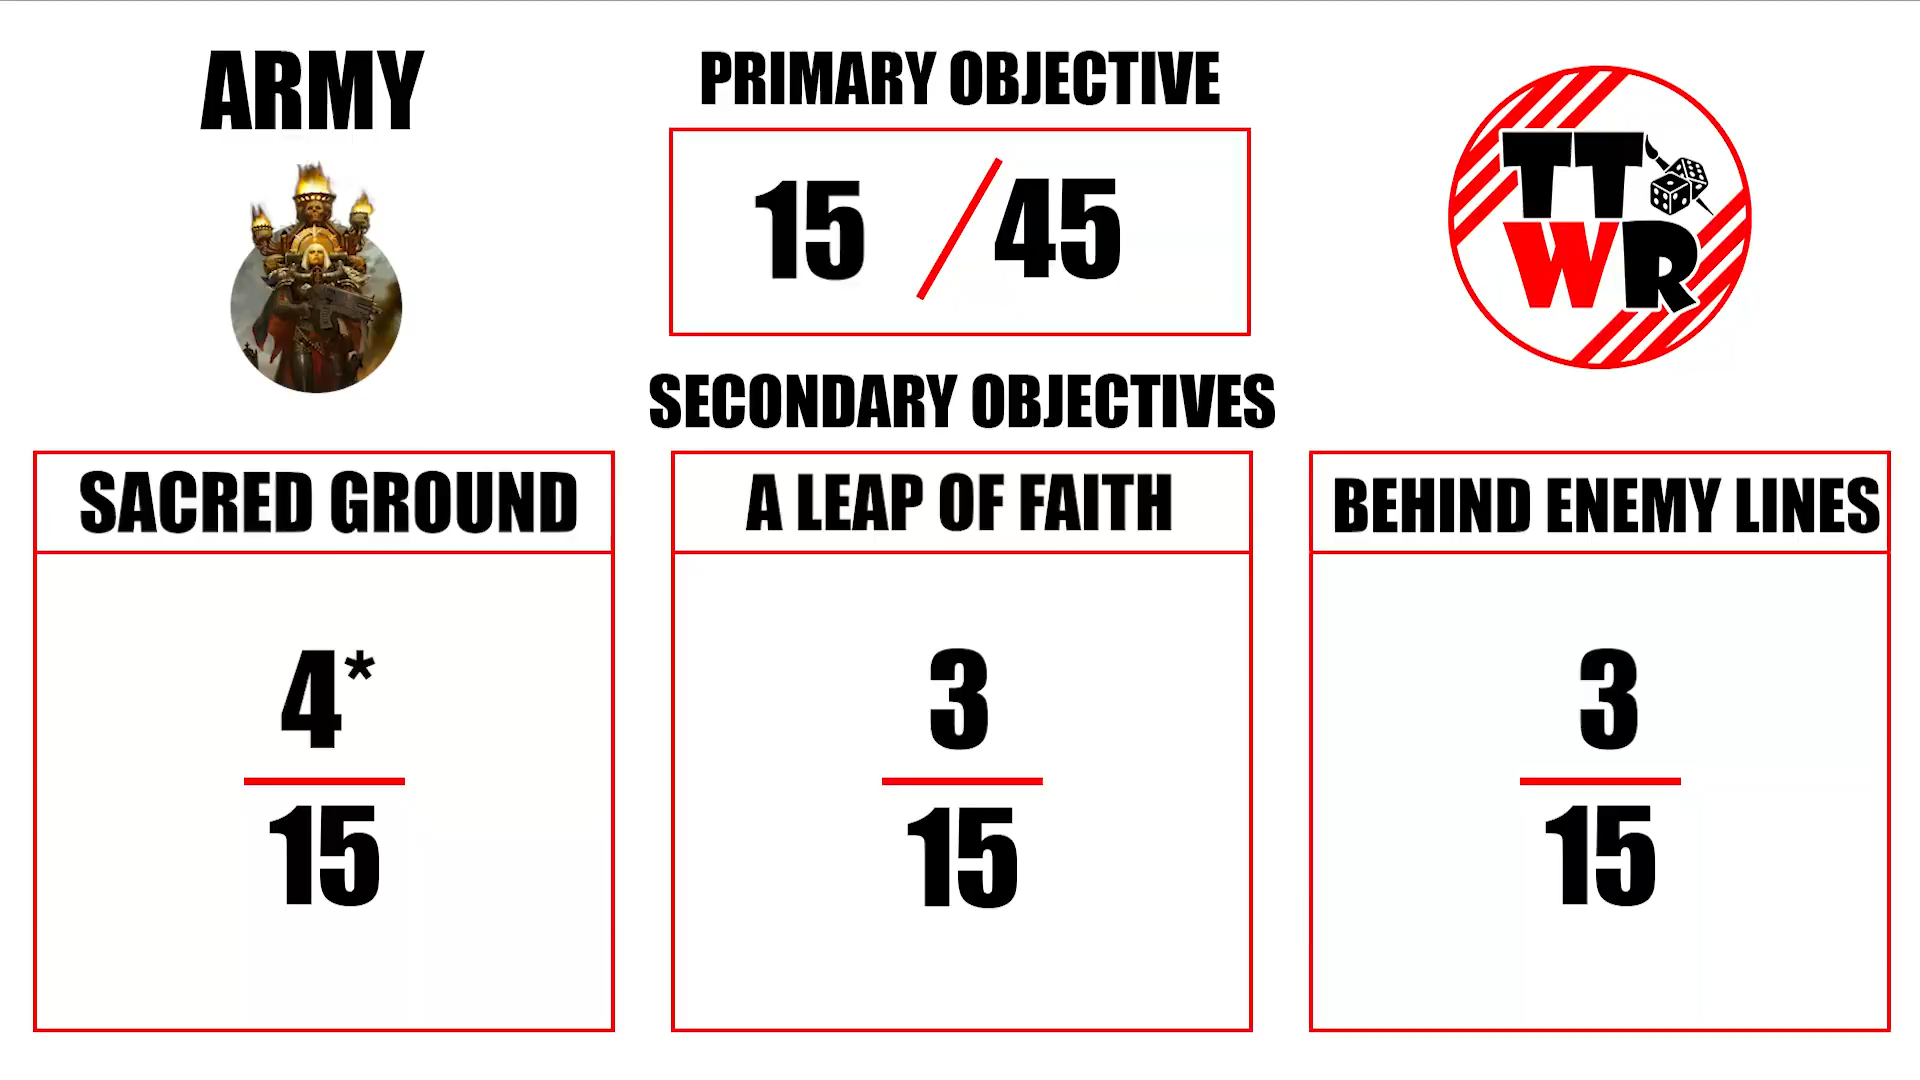 ARMY
PRIMARY OBJECTIVE
15 / 45
TT
WR
SECONDARY OBJECTIVES
SACRED GROUND
4*
15
A LEAP OF FAITH
3
15
BEHIND ENEMY LINES
3
15